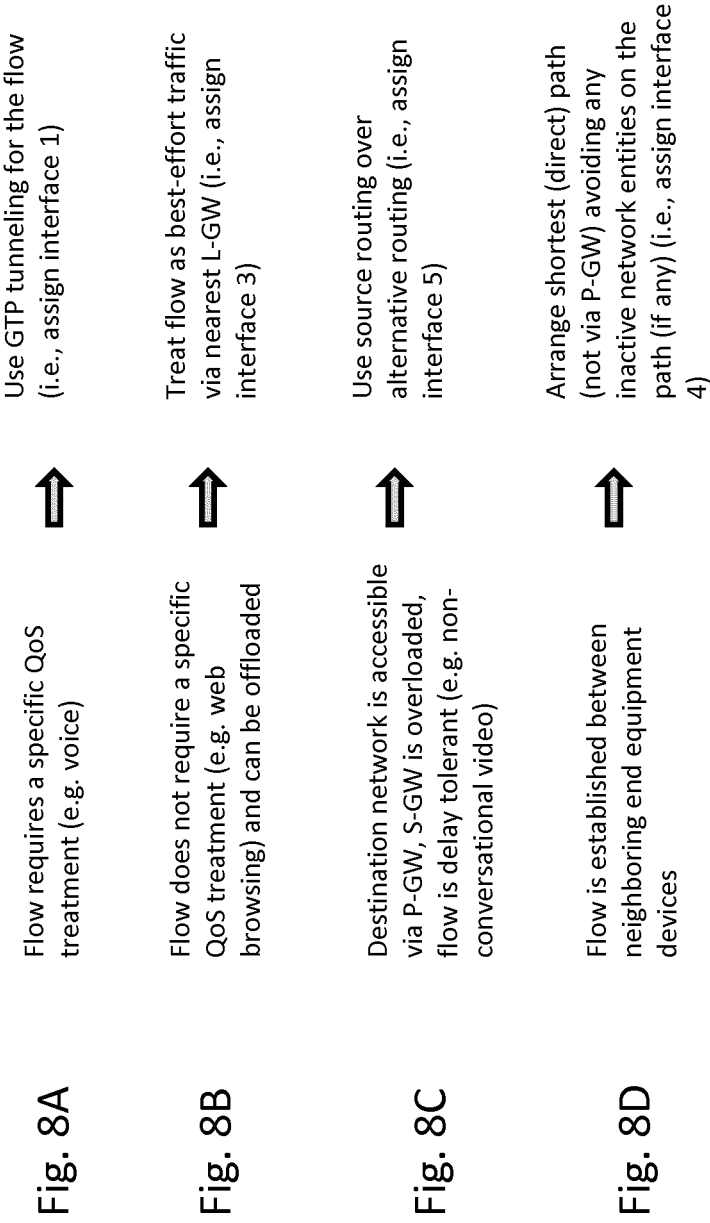 Fig. 8A
Flow requires a specific QoS
treatment (e.g. voice)
Use GTP tunneling for the flow
(i.e., assign interface 1)
Fig. 8B
Flow does not require a specific
QoS treatment (e.g. web
browsing) and can be offloaded
Treat flow as best-effort traffic
via nearest L-GW (i.e., assign
interface 3)
Fig. 8C
Destination network is accessible
via P-GW, S-GW is overloaded,
flow is delay tolerant (e.g. non-
conversational video)
Use source routing over
alternative routing (i.e., assign
interface 5)
Fig. 8D
Flow is established between
neighboring end equipment
devices
Arrange shortest (direct) path
(not via P-GW) avoiding any
inactive network entities on the
path (if any) (i.e., assign interface
4)